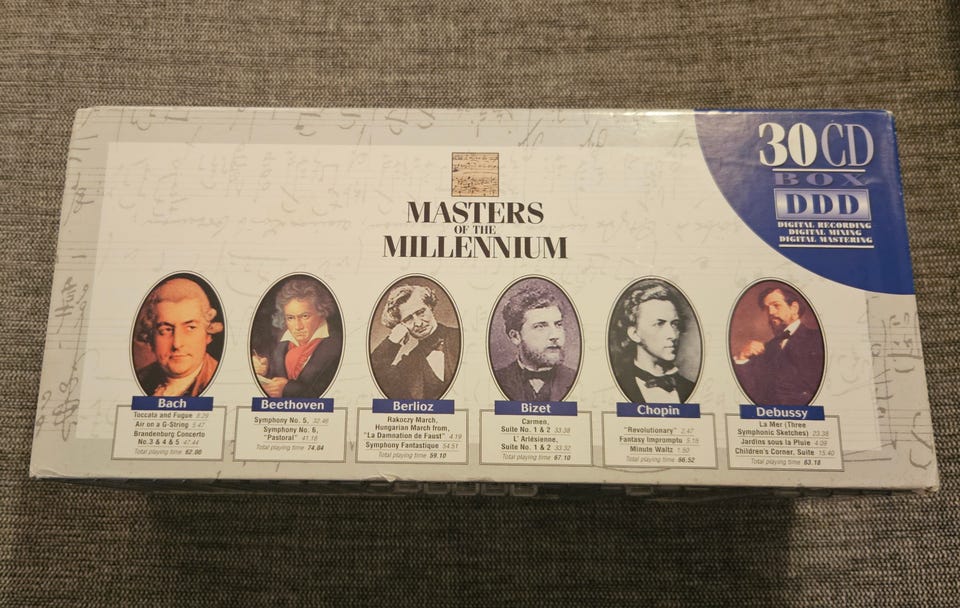 30CD
BOX
DDD
DIGITAL RECORDING
DIGITAL MIXING
DIGITAL MASTERING
MASTERS
OF THE
MILLENNIUM
Bach
Toccata and Fugue 8.29
Air on a G-String 5.47
Brandenburg Concerto
No.3 & 4 & 5 47.44
Total playing time 62.00
Beethoven
Symphony No. 5, 32.46
Symphony No. 6,
"Pastoral" 41.18
Total playing time 74.04
Berlioz
Rakoczy March,
Hungarian March from,
"La Damnation de Faust" 4.19
Symphony Fantastique 54.51
Total playing time 59.10
Bizet
Carmen,
Suite No. 1 & 2 33.38
L' Arlésienne,
Suite No. 1 & 2 33.32
Total playing time 67.10
Chopin
"Revolutionary" 2.47
Fantasy Impromptu 5.15
Minute Waltz 1.50
Total playing time 66.52
Debussy
La Mer (Three
Symphonic Sketches) 23.38
Jardins sous la Pluie 4.09
Children's Corner, Suite 15.40
Total playing time 63.18